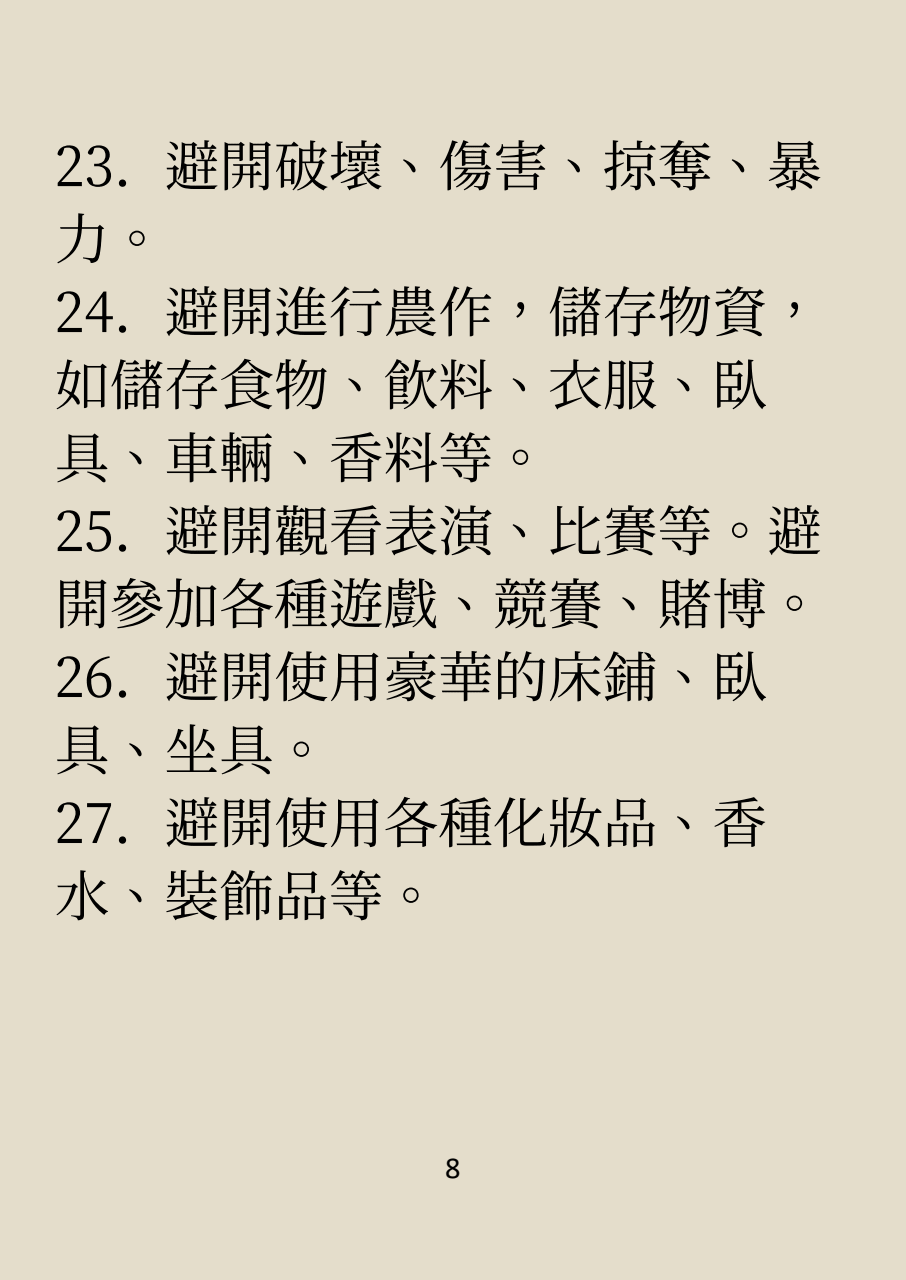 23. 避開破壞、傷害、掠奪、暴
力。
24. 避開進行農作，儲存物資，
如儲存食物、飲料、衣服、臥
具、車輛、香料等。
25. 避開觀看表演、比賽等。避
開參加各種遊戲、競賽、賭博。
26. 避開使用豪華的床鋪、臥
具、坐具。
27. 避開使用各種化妝品、香
水、裝飾品等。
8